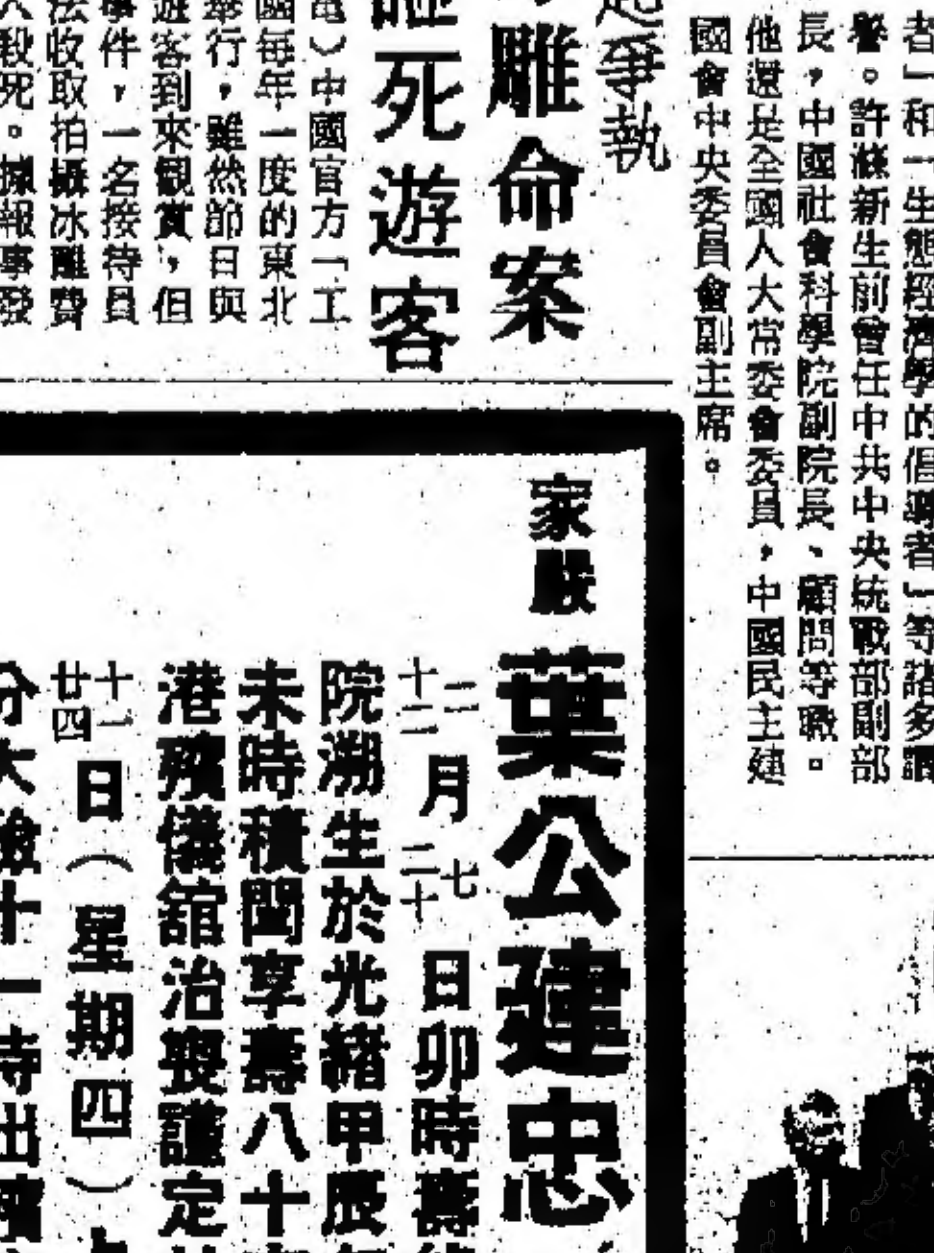 者」和「生態經濟學的倡導者」等諸多讚
譽。許滌新生前曾任中共中央統戰部副部
長,中國社會科學院副院長、顧問等職。
他還是全國人大常委會委員,中國民主建
國會中央委員會副主席。
起爭執
雕命案
死遊客
電)中國官方「工
國每年一度的東北
舉行,雖然節日與
遊客到來觀賞,但
事件,一名接待員
法收取拍攝冰雕費
人殺死。據報事發
家嚴
葉公建忠
二十二月七二十日卯時壽終
院溯生於光緒甲辰年
未時積閏享壽八十
港殯儀館治喪謹定
十一廿四日(星期四)上
分大殮十一時出殯